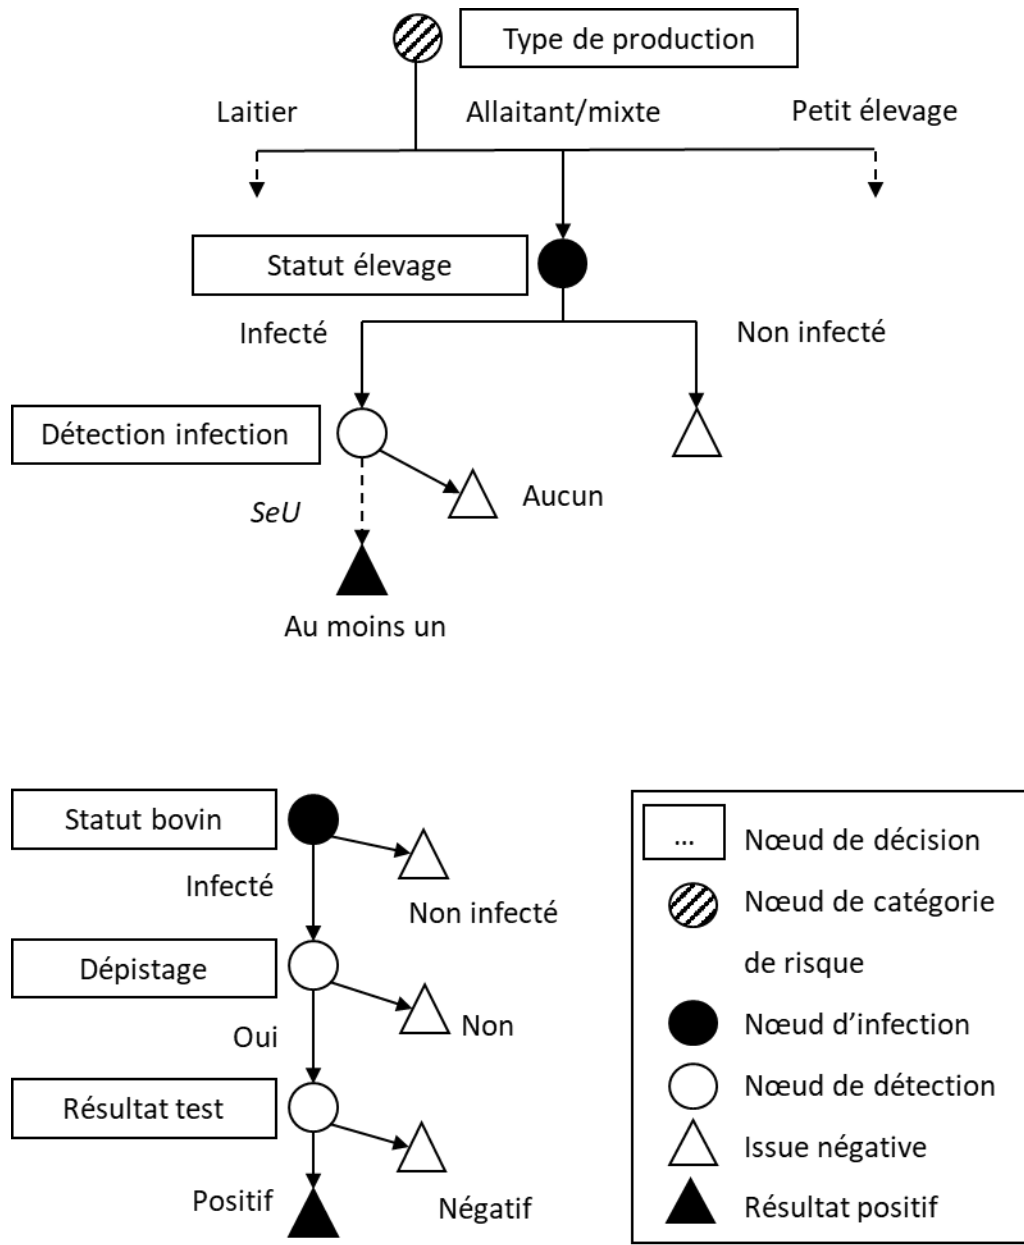 Type de production
Laitier
Allaitant/mixte
Petit élevage
Statut élevage
Infecté
Non infecté
Détection infection
SeU
Aucun
Au moins un
Statut bovin
Infecté
Non infecté
Dépistage
Oui
Non
Résultat test
Positif
Négatif
... Nœud de décision
Nœud de catégorie
de risque
Nœud d’infection
Nœud de détection
Issue négative
Résultat positif